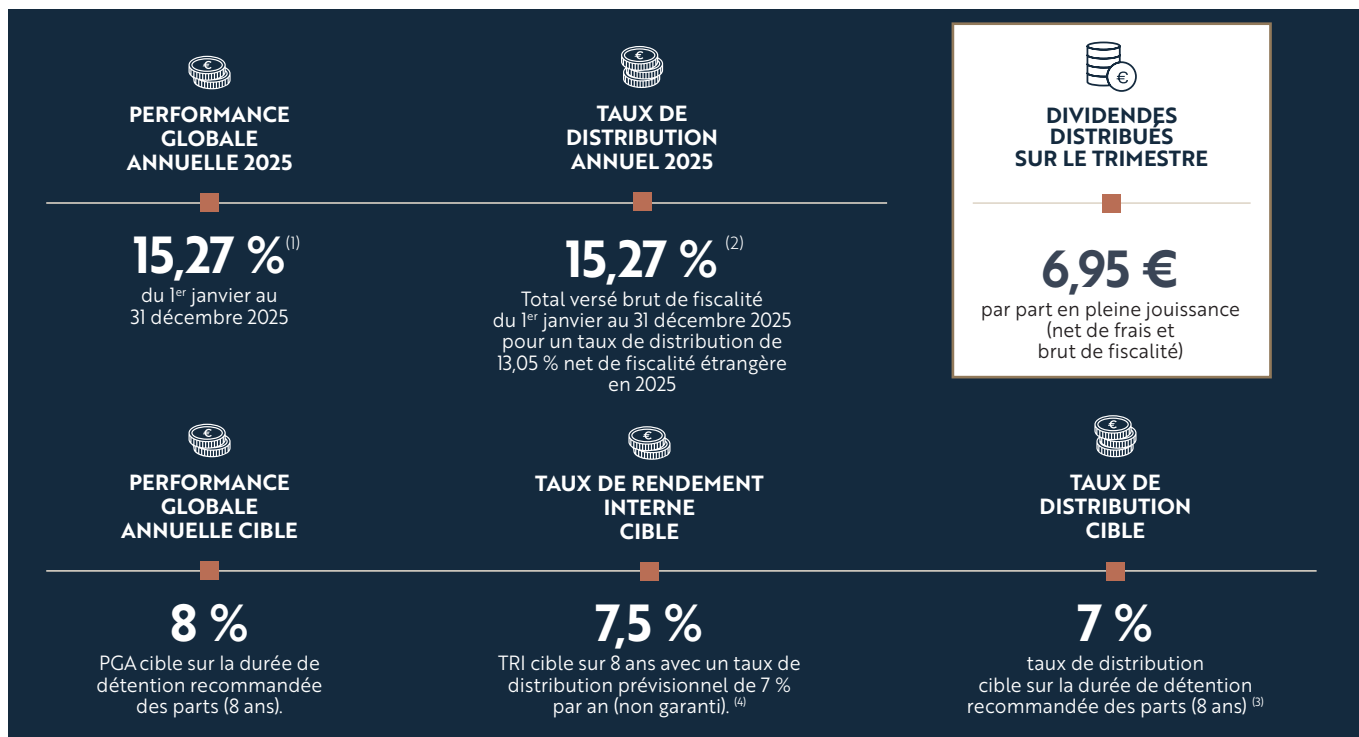 PERFORMANCE
GLOBALE
ANNUELLE 2025
15,27 % (1)
du 1er janvier au
31 décembre 2025
TAUX DE
DISTRIBUTION
ANNUEL 2025
15,27 % (2)
Total versé brut de fiscalité
du 1er janvier au 31 décembre 2025
pour un taux de distribution de
13,05 % net de fiscalité étrangère
en 2025
€
DIVIDENDES
DISTRIBUÉS
SUR LE TRIMESTRE
6,95 €
par part en pleine jouissance
(net de frais et
brut de fiscalité)
PERFORMANCE
GLOBALE
ANNUELLE CIBLE
8 %
PGA cible sur la durée de
détention recommandée
des parts (8 ans).
TAUX DE RENDEMENT
INTERNE
CIBLE
7,5 %
TRI cible sur 8 ans avec un taux de
distribution prévisionnel de 7 %
par an (non garanti). (4)
TAUX DE
DISTRIBUTION
CIBLE
7 %
taux de distribution
cible sur la durée de détention
recommandée des parts (8 ans) (3)